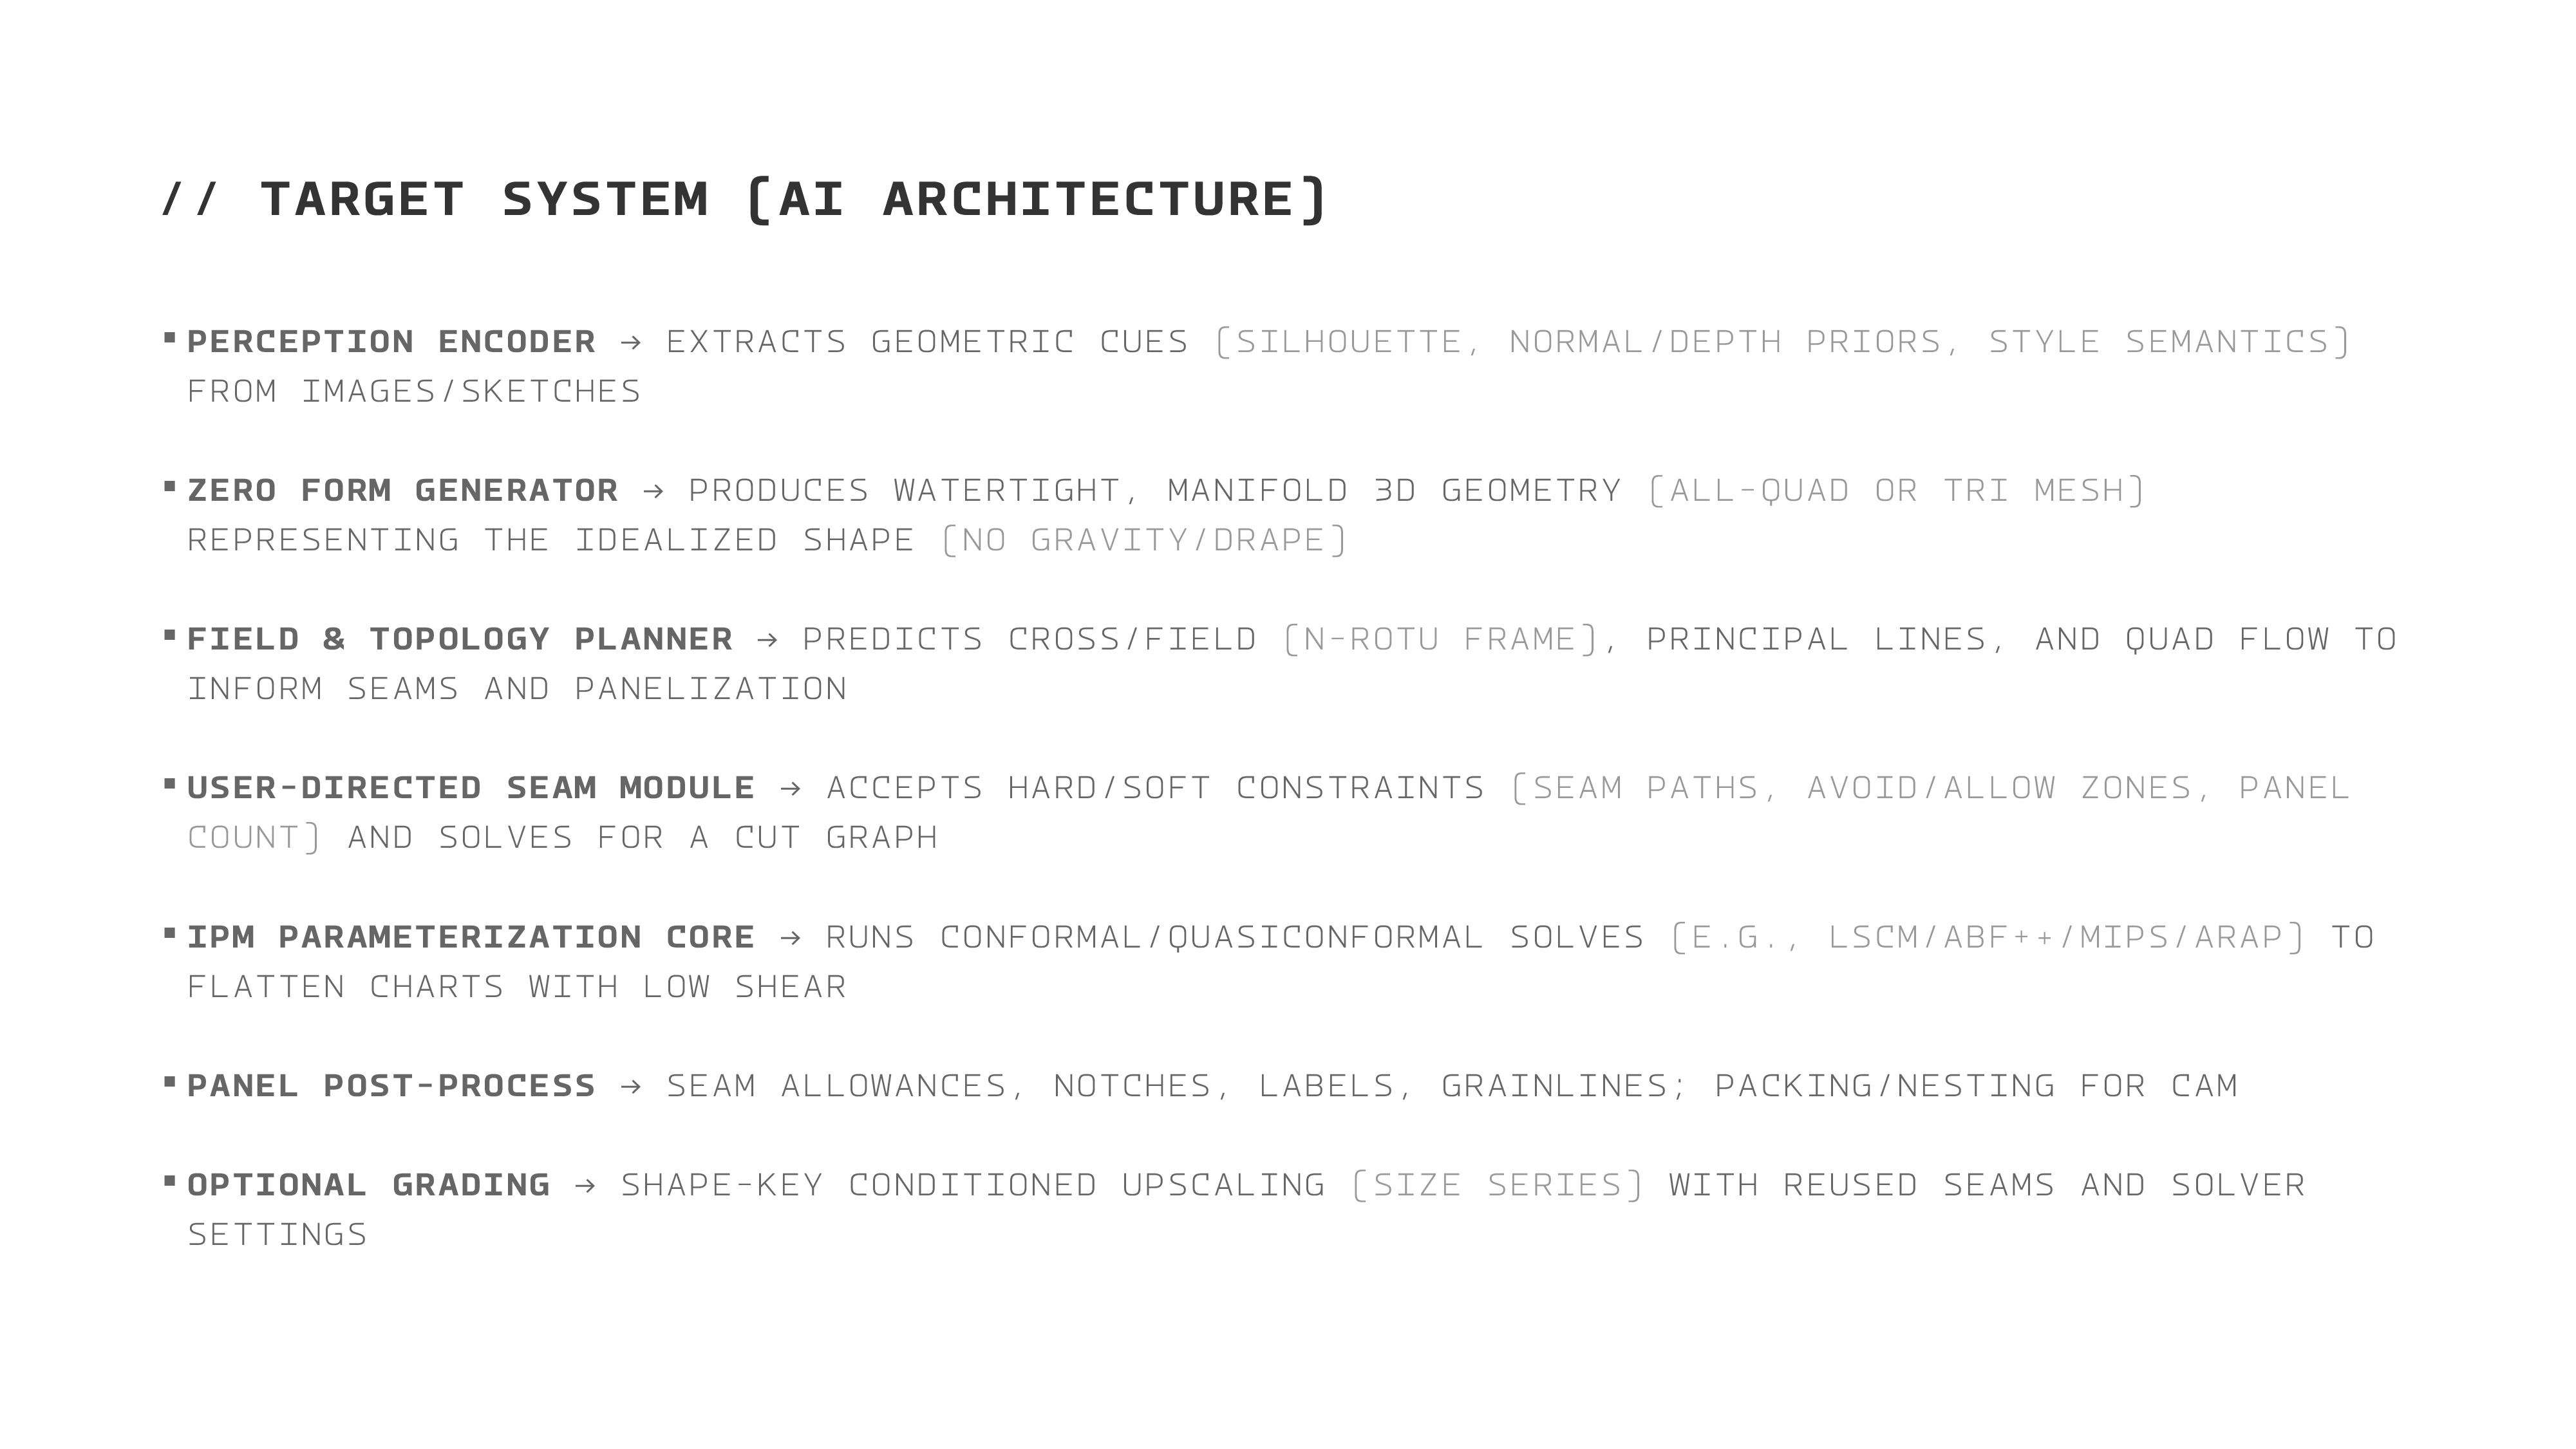 // TARGET SYSTEM (AI ARCHITECTURE)
▪ PERCEPTION ENCODER → EXTRACTS GEOMETRIC CUES (SILHOUETTE, NORMAL/DEPTH PRIORS, STYLE SEMANTICS)
FROM IMAGES/SKETCHES
▪ ZERO FORM GENERATOR → PRODUCES WATERTIGHT, MANIFOLD 3D GEOMETRY (ALL-QUAD OR TRI MESH)
REPRESENTING THE IDEALIZED SHAPE (NO GRAVITY/DRAPE)
▪ FIELD & TOPOLOGY PLANNER → PREDICTS CROSS/FIELD (N-ROTU FRAME), PRINCIPAL LINES, AND QUAD FLOW TO
INFORM SEAMS AND PANELIZATION
▪ USER-DIRECTED SEAM MODULE → ACCEPTS HARD/SOFT CONSTRAINTS (SEAM PATHS, AVOID/ALLOW ZONES, PANEL
COUNT) AND SOLVES FOR A CUT GRAPH
▪ IPM PARAMETERIZATION CORE → RUNS CONFORMAL/QUASICONFORMAL SOLVES (E.G., LSCM/ABF++/MIPS/ARAP) TO
FLATTEN CHARTS WITH LOW SHEAR
▪ PANEL POST-PROCESS → SEAM ALLOWANCES, NOTCHES, LABELS, GRAINLINES; PACKING/NESTING FOR CAM
▪ OPTIONAL GRADING → SHAPE-KEY CONDITIONED UPSCALING (SIZE SERIES) WITH REUSED SEAMS AND SOLVER
SETTINGS